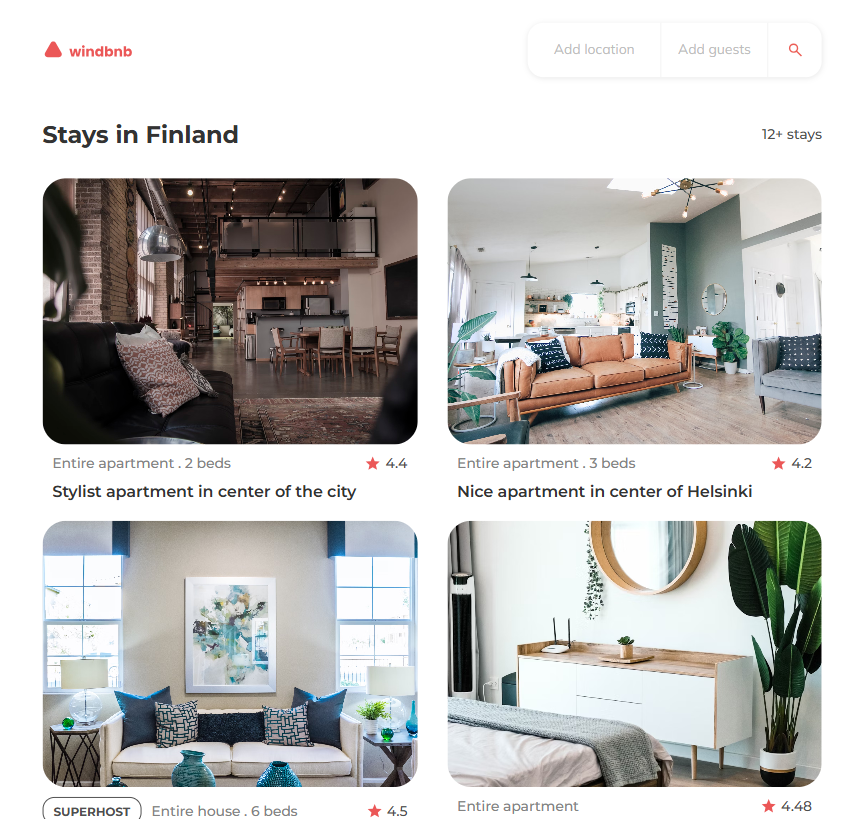 windbnb
Add location
Add guests
Stays in Finland
12+ stays
Entire apartment . 2 beds
4.4
Entire apartment . 3 beds
4.2
Stylist apartment in center of the city
Nice apartment in center of Helsinki
SUPERHOST
Entire house . 6 beds
4.5
Entire apartment
4.48